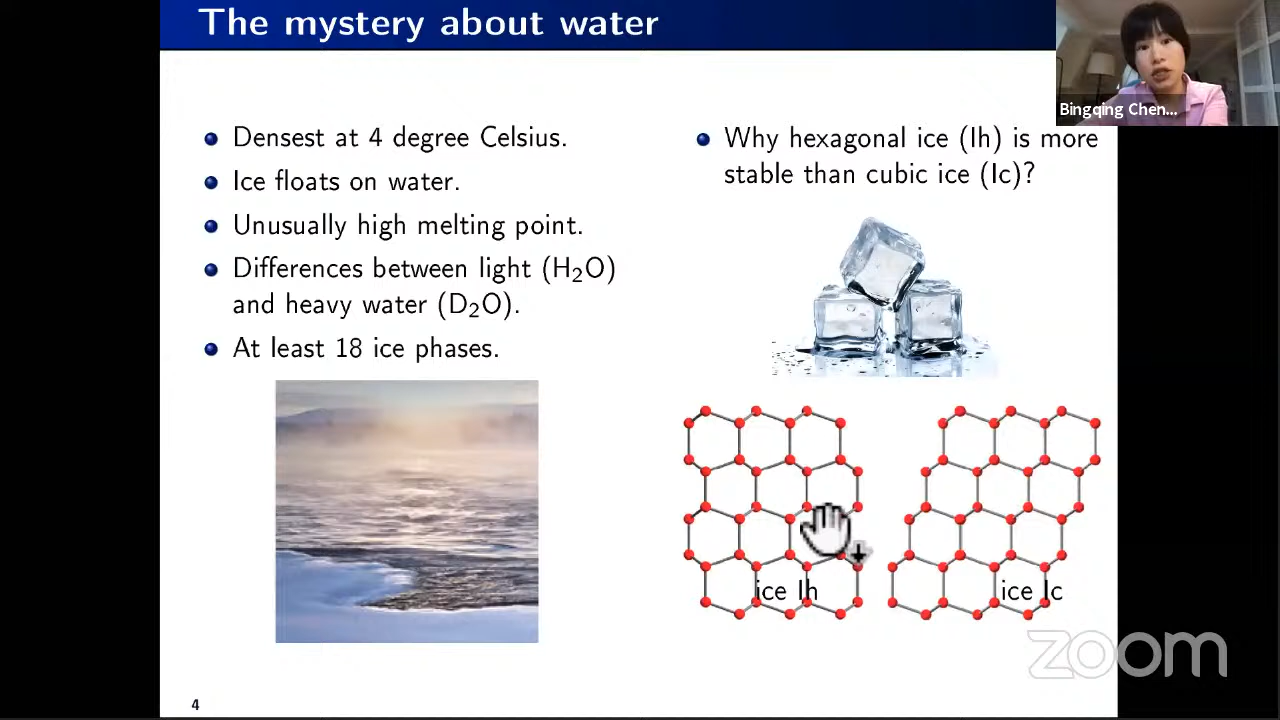 The mystery about water
Bingqing Chen...
Densest at 4 degree Celsius.
Ice floats on water.
Unusually high melting point.
Differences between light (H₂O)
and heavy water (D₂O).
At least 18 ice phases.
Why hexagonal ice (Ih) is more
stable than cubic ice (Ic)?
ice Ih
ice Ic
zoom
4